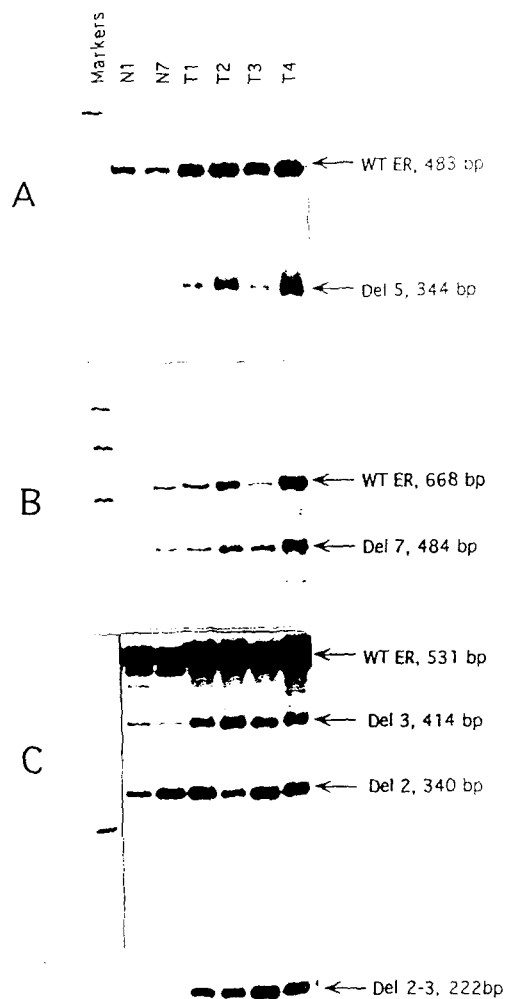 Markers N1 N7 T1 T2 T3 T4
A
WT ER, 483 bp
Del 5, 344 bp
B
WT ER, 668 bp
Del 7, 484 bp
C
WT ER, 531 bp
Del 3, 414 bp
Del 2, 340 bp
Del 2-3, 222bp